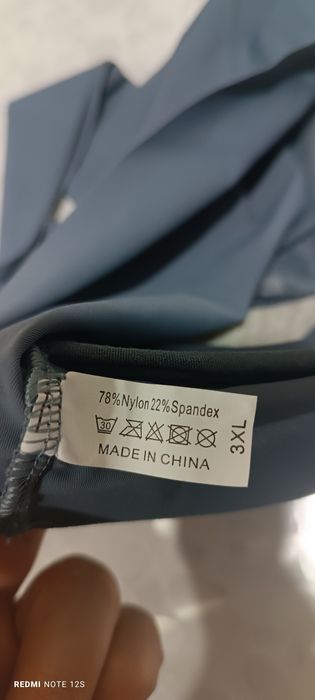 78%Nylon 22%Spandex
30
MADE IN CHINA
3XL
REDMI NOTE 12S